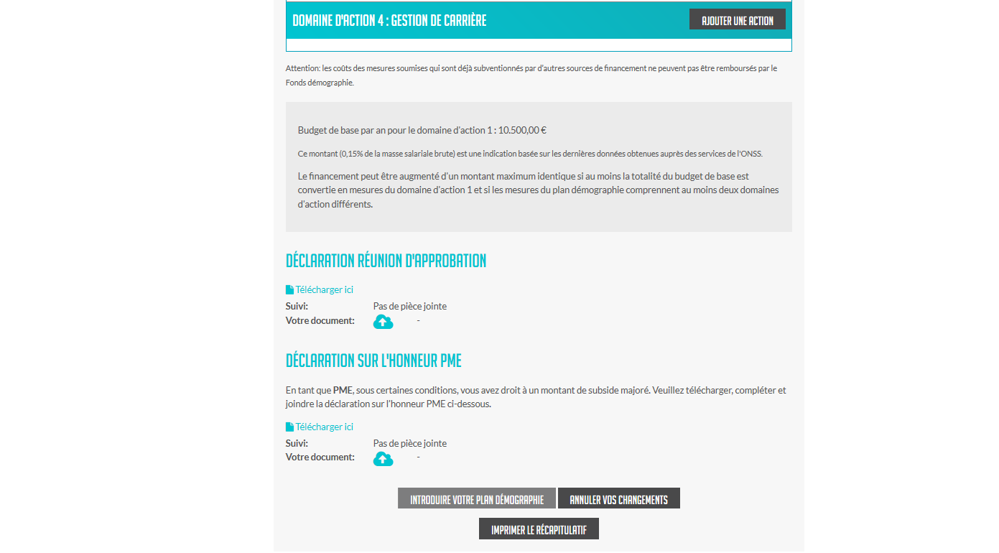 DOMAINE D'ACTION 4 : GESTION DE CARRIÈRE
AJOUTER UNE ACTION
Attention: les coûts des mesures soumises qui sont déjà subventionnés par d'autres sources de financement ne peuvent pas être remboursés par le
Fonds démographie.
Budget de base par an pour le domaine d'action 1 : 10.500,00 €
Ce montant (0,15% de la masse salariale brute) est une indication basée sur les dernières données obtenues auprès des services de l'ONSS.
Le financement peut être augmenté d'un montant maximum identique si au moins la totalité du budget de base est
convertie en mesures du domaine d'action 1 et si les mesures du plan démographie comprennent au moins deux domaines
d'action différents.
DÉCLARATION RÉUNION D'APPROBATION
Télécharger ici
Suivi: Pas de pièce jointe
Votre document: -
DÉCLARATION SUR L'HONNEUR PME
En tant que PME, sous certaines conditions, vous avez droit à un montant de subside majoré. Veuillez télécharger, compléter et
joindre la déclaration sur l'honneur PME ci-dessous.
Télécharger ici
Suivi: Pas de pièce jointe
Votre document: -
INTRODUIRE VOTRE PLAN DÉMOGRAPHIE
ANNULER VOS CHANGEMENTS
IMPRIMER LE RÉCAPITULATIF